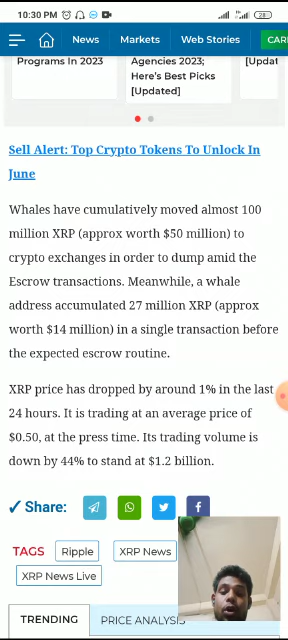 10:30 PM
28
News Markets Web Stories CAR
Programs In 2023
Agencies 2023;
Here's Best Picks
[Updated]
[Updat
Sell Alert: Top Crypto Tokens To Unlock In
June
Whales have cumulatively moved almost 100
million XRP (approx worth $50 million) to
crypto exchanges in order to dump amid the
Escrow transactions. Meanwhile, a whale
address accumulated 27 million XRP (approx
worth $14 million) in a single transaction before
the expected escrow routine.
XRP price has dropped by around 1% in the last
24 hours. It is trading at an average price of
$0.50, at the press time. Its trading volume is
down by 44% to stand at $1.2 billion.
✓ Share:
TAGS Ripple XRP News
XRP News Live
TRENDING PRICE ANALYSIS